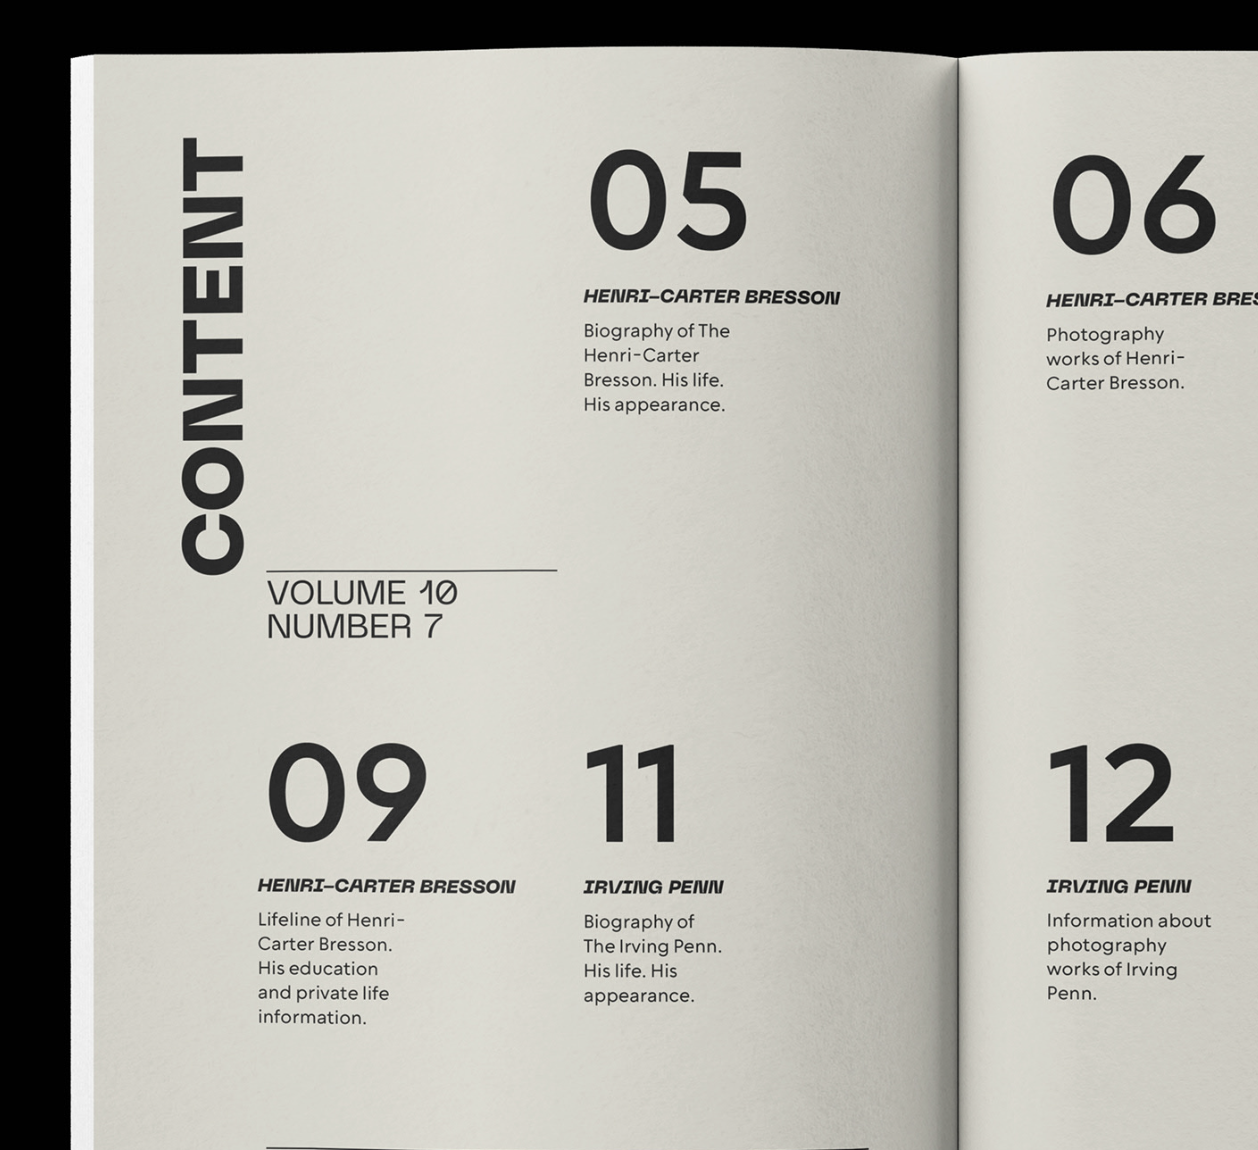 CONTENT
05
HENRI–CARTER BRESSON
Biography of The
Henri-Carter
Bresson. His life.
His appearance.
06
HENRI–CARTER
Photography
works of Henri-
Carter Bresson.
VOLUME 10
NUMBER 7
09
HENRI–CARTER BRESSON
Lifeline of Henri-
Carter Bresson.
His education
and private life
information.
11
IRVING PENN
Biography of
The Irving Penn.
His life. His
appearance.
12
IRVING PENN
Information about
photography
works of Irving
Penn.